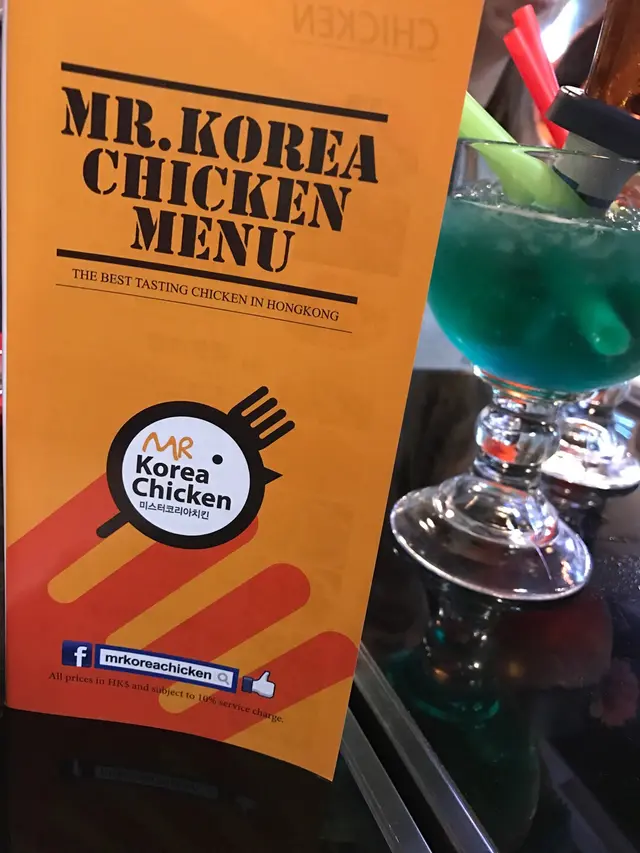 CHICKEN
MR. KOREA
CHICKEN
MENU
THE BEST TASTING CHICKEN IN HONGKONG
MR
Korea
Chicken
미스터코리아치킨
f mrkoreachicken
All prices in HK$ and subject to 10% service charge.